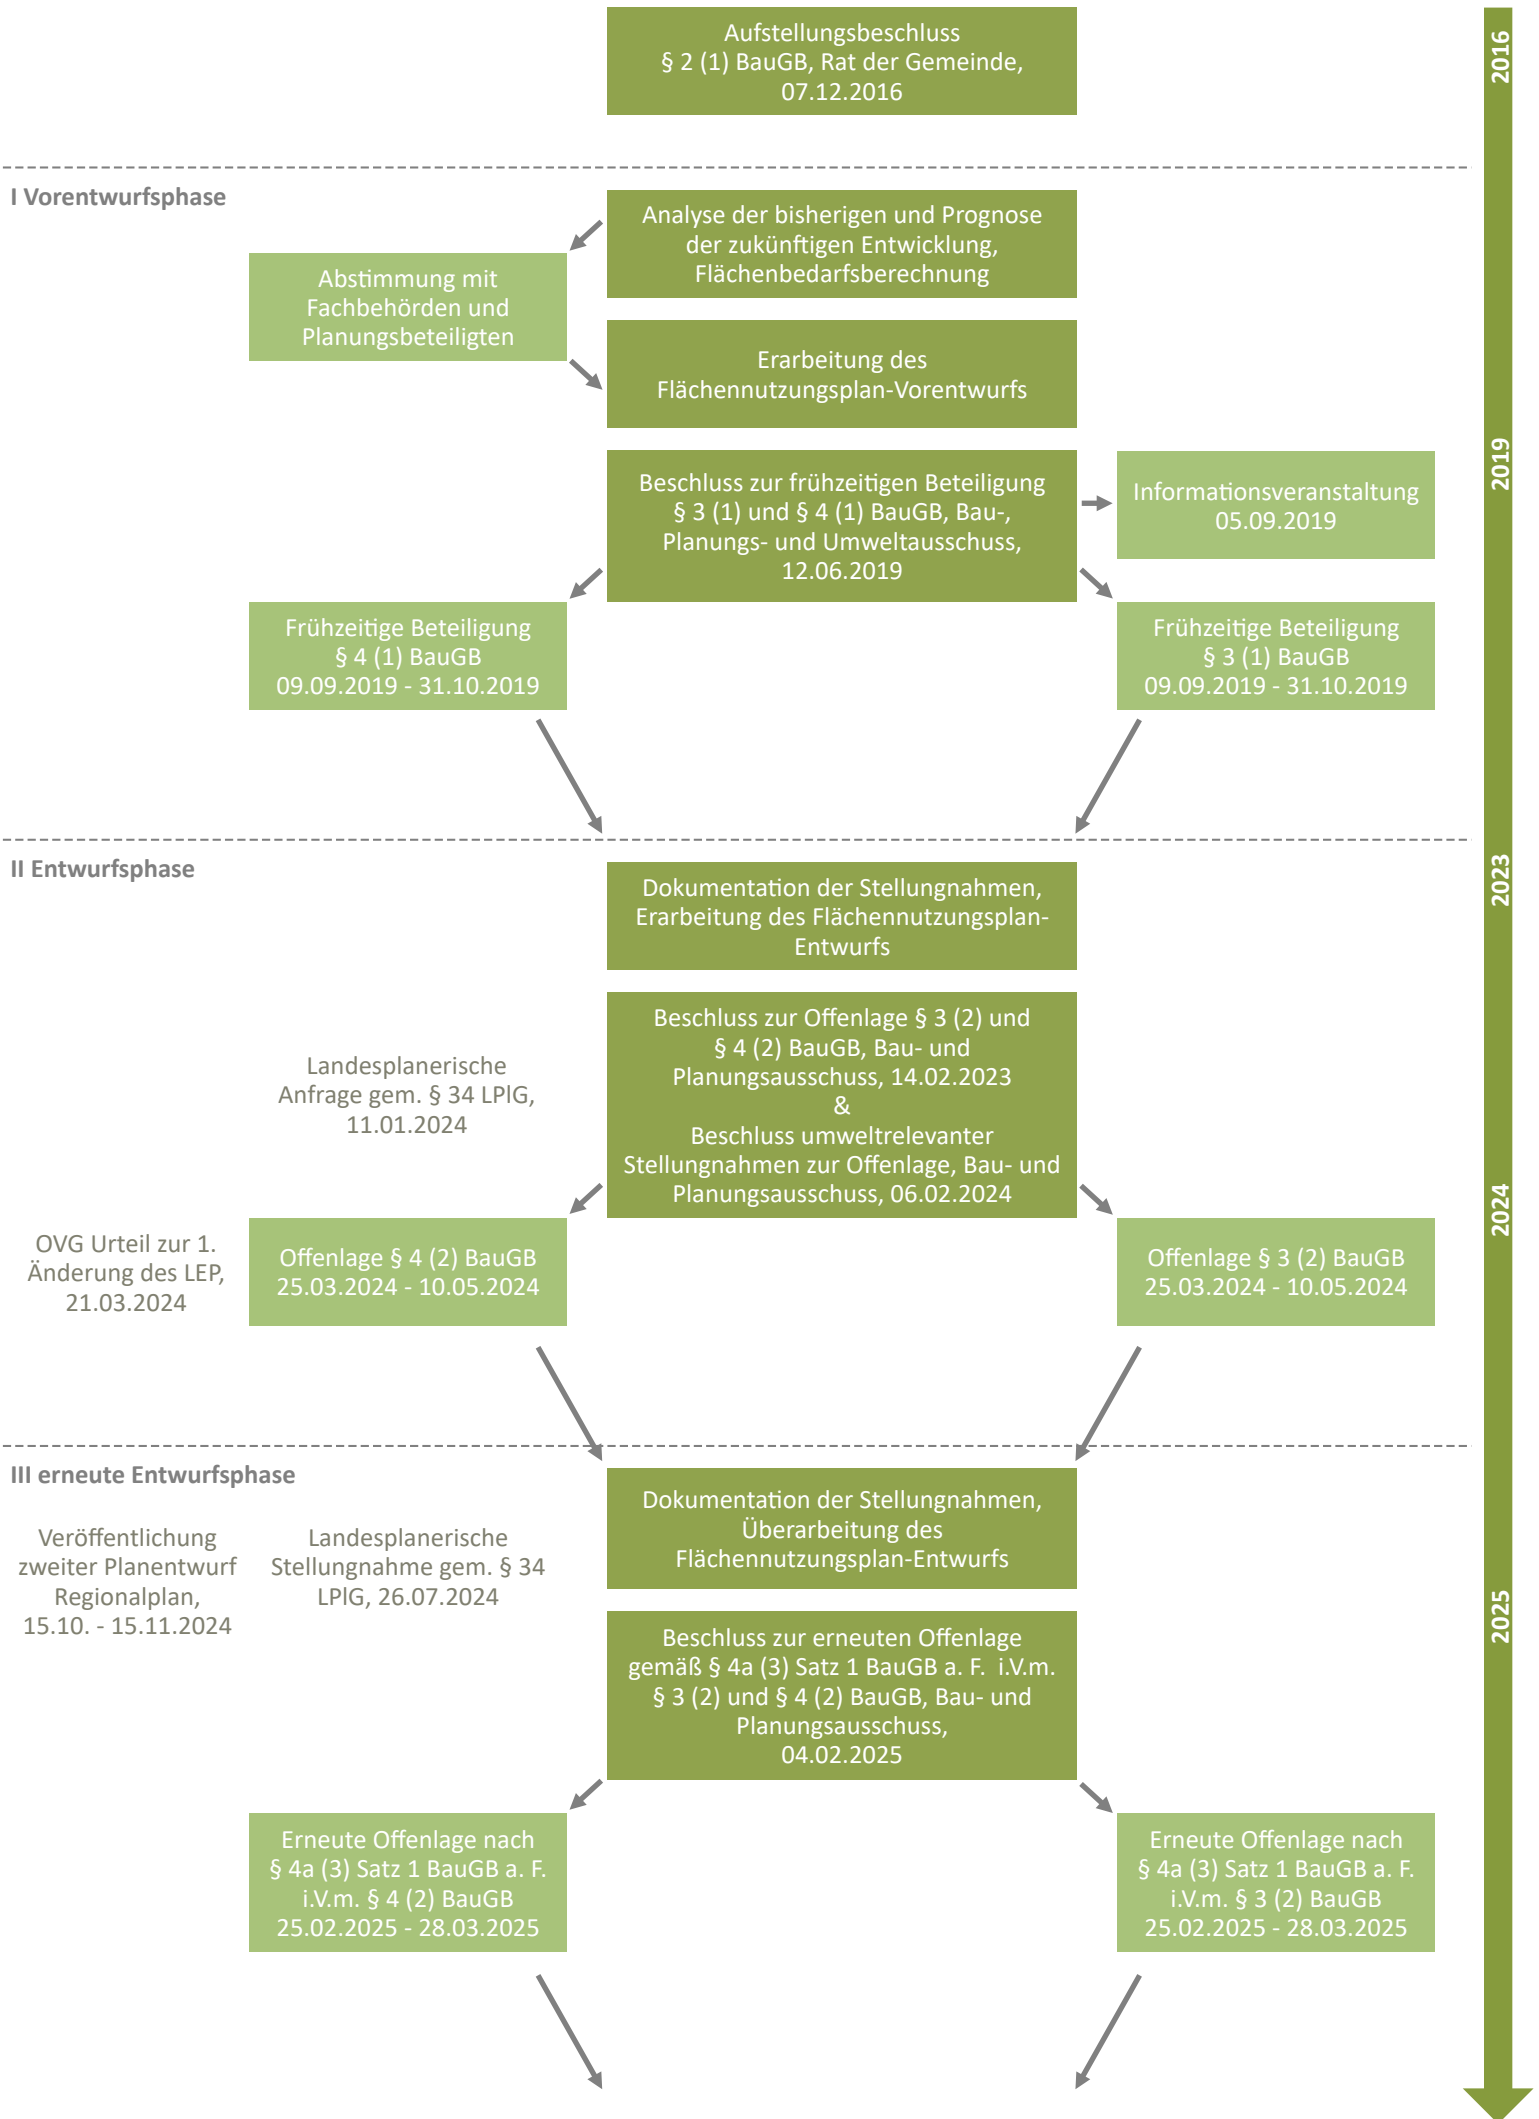 Aufstellungsbeschluss
§ 2 (1) BauGB, Rat der Gemeinde,
07.12.2016
2016
I Vorentwurfsphase
Analyse der bisherigen und Prognose
der zukünftigen Entwicklung,
Flächenbedarfsberechnung
Abstimmung mit
Fachbehörden und
Planungsbeteiligten
Erarbeitung des
Flächennutzungsplan-Vorentwurfs
Beschluss zur frühzeitigen Beteiligung
§ 3 (1) und § 4 (1) BauGB, Bau-,
Planungs- und Umweltausschuss,
12.06.2019
Informationsveranstaltung
05.09.2019
2019
Frühzeitige Beteiligung
§ 4 (1) BauGB
09.09.2019 - 31.10.2019
Frühzeitige Beteiligung
§ 3 (1) BauGB
09.09.2019 - 31.10.2019
II Entwurfsphase
2023
Dokumentation der Stellungnahmen,
Erarbeitung des Flächennutzungsplan-
Entwurfs
Landesplanerische
Anfrage gem. § 34 LPlG,
11.01.2024
Beschluss zur Offenlage § 3 (2) und
§ 4 (2) BauGB, Bau- und
Planungsausschuss, 14.02.2023
&
Beschluss umweltrelevanter
Stellungnahmen zur Offenlage, Bau- und
Planungsausschuss, 06.02.2024
2024
OVG Urteil zur 1.
Änderung des LEP,
21.03.2024
Offenlage § 4 (2) BauGB
25.03.2024 - 10.05.2024
Offenlage § 3 (2) BauGB
25.03.2024 - 10.05.2024
III erneute Entwurfsphase
Dokumentation der Stellungnahmen,
Überarbeitung des
Flächennutzungsplan-Entwurfs
Veröffentlichung
zweiter Planentwurf
Regionalplan,
15.10. - 15.11.2024
Landesplanerische
Stellungnahme gem. § 34
LPlG, 26.07.2024
2025
Beschluss zur erneuten Offenlage
gemäß § 4a (3) Satz 1 BauGB a. F. i.V.m.
§ 3 (2) und § 4 (2) BauGB, Bau- und
Planungsausschuss,
04.02.2025
Erneute Offenlage nach
§ 4a (3) Satz 1 BauGB a. F.
i.V.m. § 4 (2) BauGB
25.02.2025 - 28.03.2025
Erneute Offenlage nach
§ 4a (3) Satz 1 BauGB a. F.
i.V.m. § 3 (2) BauGB
25.02.2025 - 28.03.2025